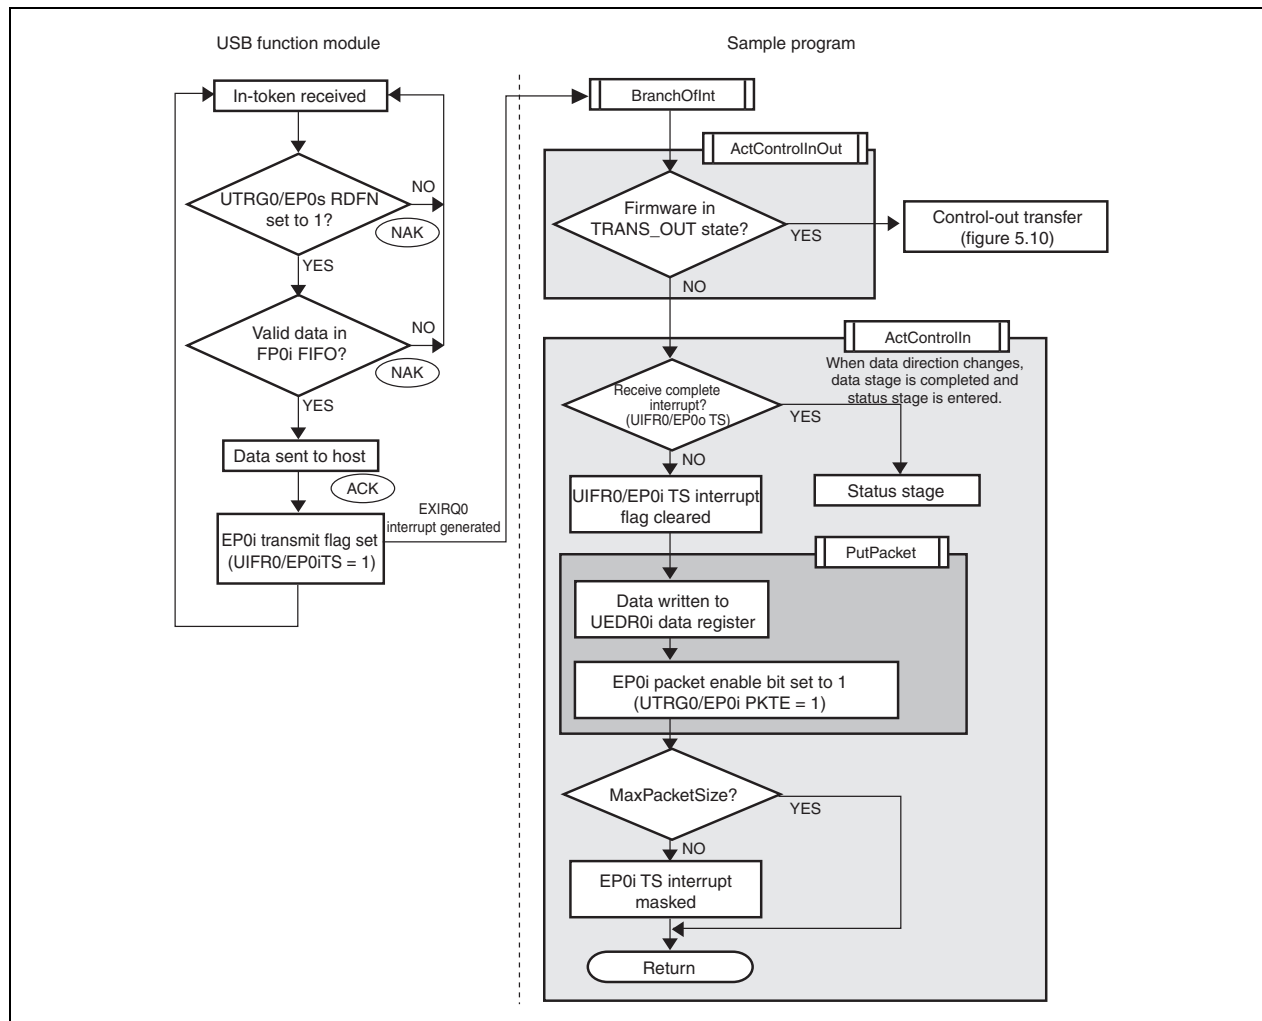 USB function module
Sample program
In-token received
BranchOfInt
ActControlInOut
UTRG0/EP0s RDFN
set to 1?
NO
NAK
YES
Firmware in
TRANS_OUT state?
YES
NO
Control-out transfer
(figure 5.10)
Valid data in
FP0i FIFO?
NO
NAK
YES
Data sent to host
ACK
EP0i transmit flag set
(UIFR0/EP0iTS = 1)
EXIRQ0
interrupt generated
ActControlIn
When data direction changes,
data stage is completed and
status stage is entered.
Receive complete
interrupt?
(UIFR0/EP0o TS)
YES
NO
Status stage
UIFR0/EP0i TS interrupt
flag cleared
PutPacket
Data written to
UEDR0i data register
EP0i packet enable bit set to 1
(UTRG0/EP0i PKTE = 1)
MaxPacketSize?
YES
NO
EP0i TS interrupt
masked
Return